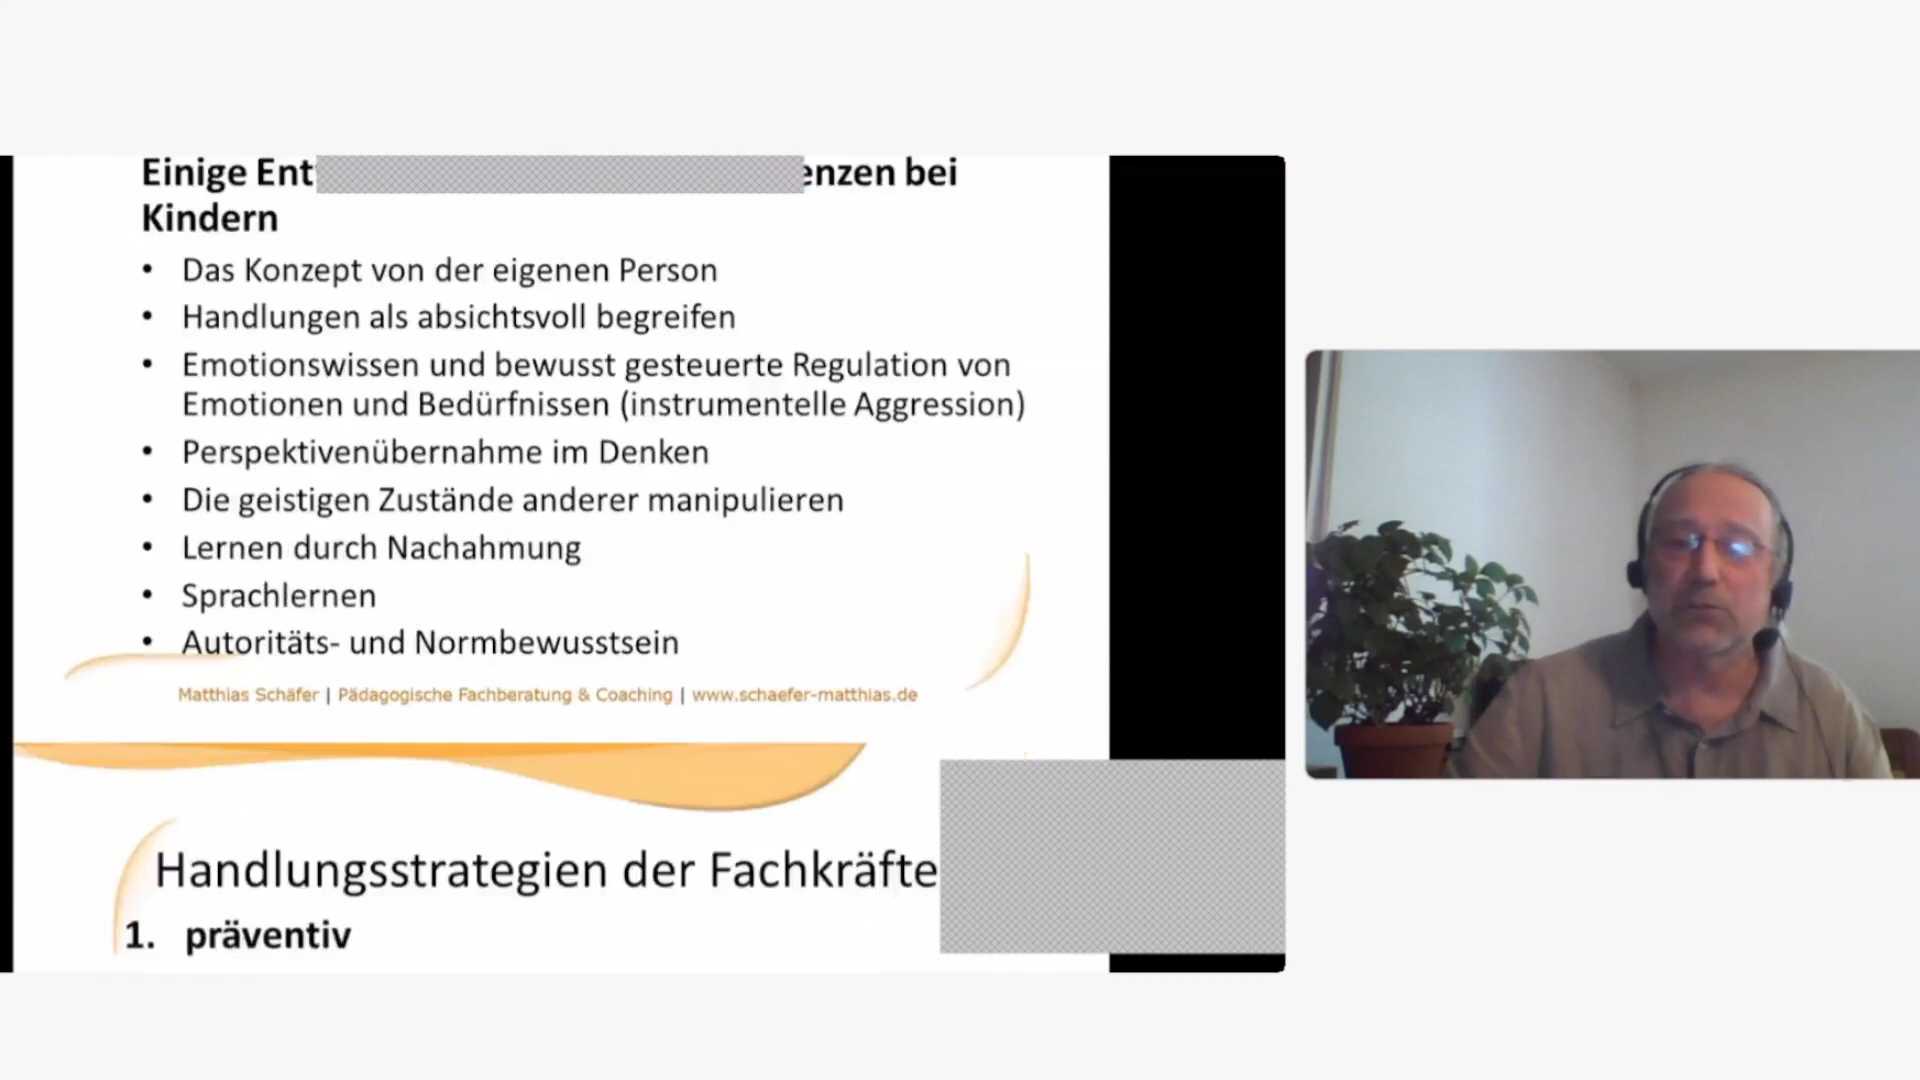 Einige Ent enzen bei
Kindern
• Das Konzept von der eigenen Person
• Handlungen als absichtsvoll begreifen
• Emotionswissen und bewusst gesteuerte Regulation von
Emotionen und Bedürfnissen (instrumentelle Aggression)
• Perspektivenübernahme im Denken
• Die geistigen Zustände anderer manipulieren
• Lernen durch Nachahmung
• Sprachlernen
• Autoritäts- und Normbewusstsein
Matthias Schäfer | Pädagogische Fachberatung & Coaching | www.schaefer-matthias.de
Handlungsstrategien der Fachkräfte
1. präventiv